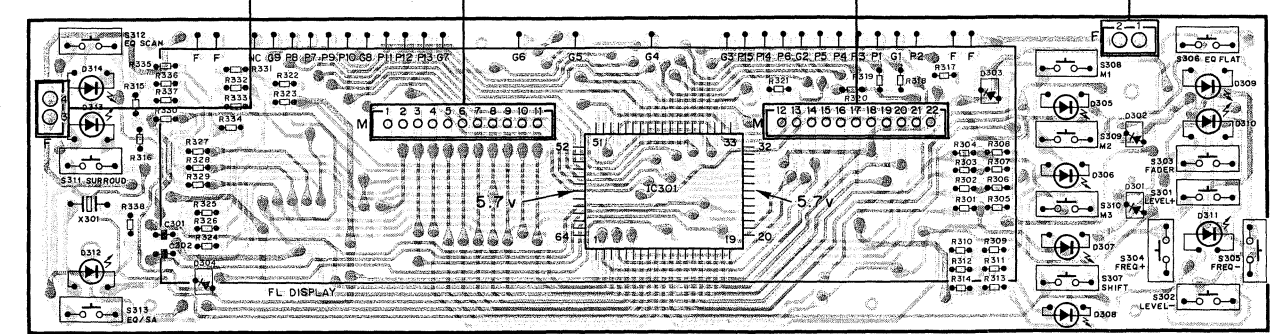 S312
EQ SCAN
D314
R335
R336
R337
R330
R315
D313
R316
S311 SURROUD
X301
R338
C301
C302
D312
S313
EQ/SA
F F NC G9 P8 P7 P9 P10 G8 P11 P12 P13 G7 G6 G5 G4 G3 P15 P14 P6 G2 P5 P4 P3 P1 G1 R2 F F
R331
R332
R333
R334
R322
R323
R327
R328
R329
R325
R326
R324
D304
FL DISPLAY
M 1 2 3 4 5 6 7 8 9 10 11
52 51 33 32
IC301
5.7V 5.7V
64 1 19 20
R321
R319
R320
R318
R317
D303
M 12 13 14 15 16 17 18 19 20 21 22
R304 R308
R303 R307
R302 R306
R301 R305
R310 R309
R312 R311
R314 R313
F 2 1
S308
M1
D305
S309
M2
D306
S310
M3
D307
S307
SHIFT
D308
D302
D301
S306 EQ FLAT
D309
D310
S303
FADER
S301
LEVEL+
D311
S304
FREQ+
S305
FREQ-
S302
LEVEL-